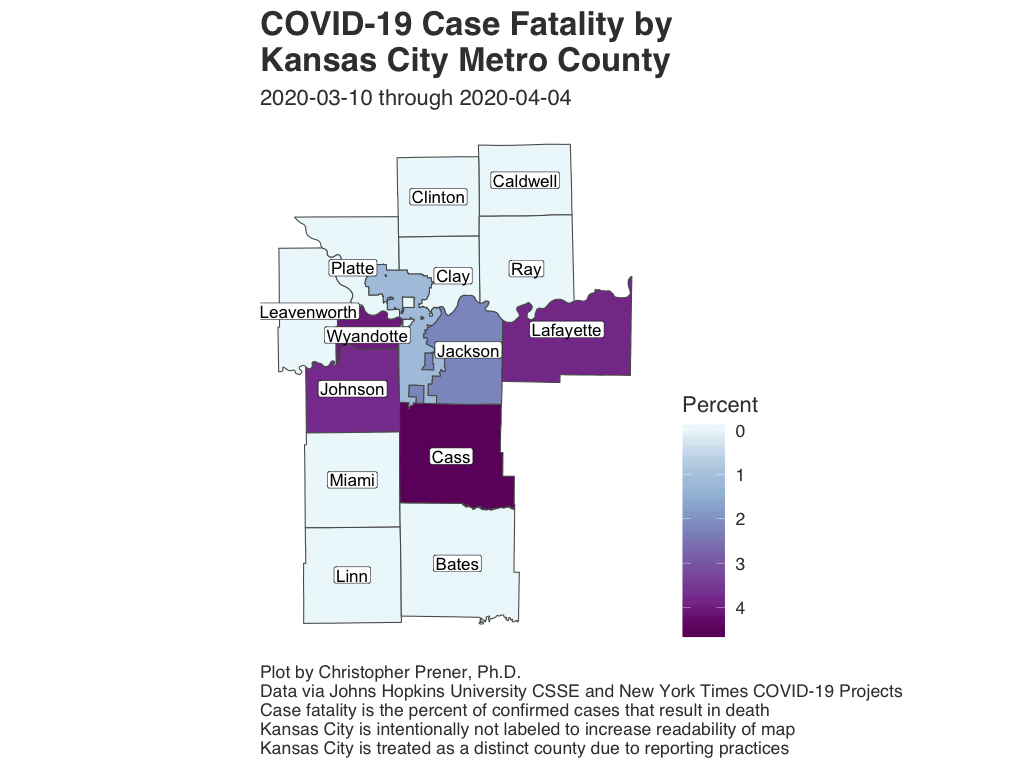 COVID-19 Case Fatality by
Kansas City Metro County
2020-03-10 through 2020-04-04
Caldwell
Clinton
Platte
Clay
Ray
Leavenworth
Wyandotte
Lafayette
Jackson
Johnson
Cass
Miami
Bates
Linn
Percent
0
1
2
3
4
Plot by Christopher Prener, Ph.D.
Data via Johns Hopkins University CSSE and New York Times COVID-19 Projects
Case fatality is the percent of confirmed cases that result in death
Kansas City is intentionally not labeled to increase readability of map
Kansas City is treated as a distinct county due to reporting practices